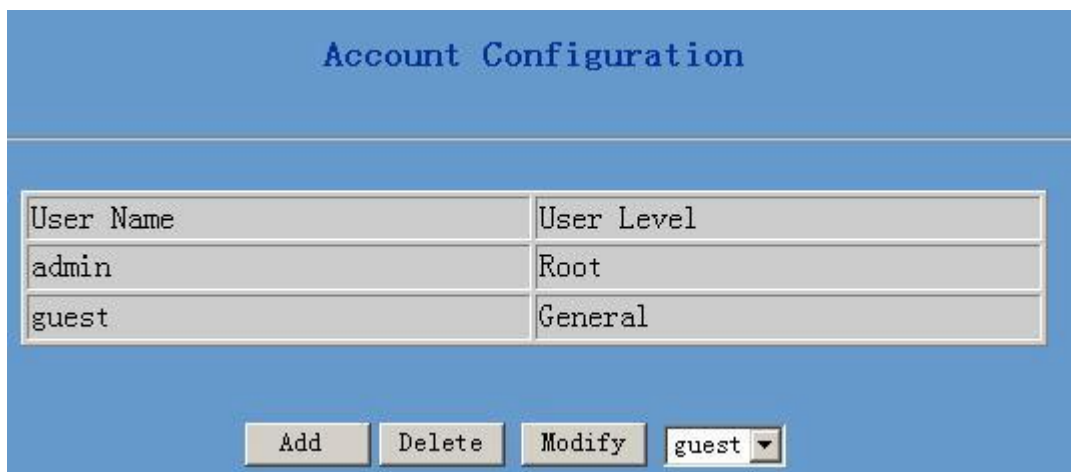 Account Configuration
User Name User Level
admin Root
guest General
Add Delete Modify guest